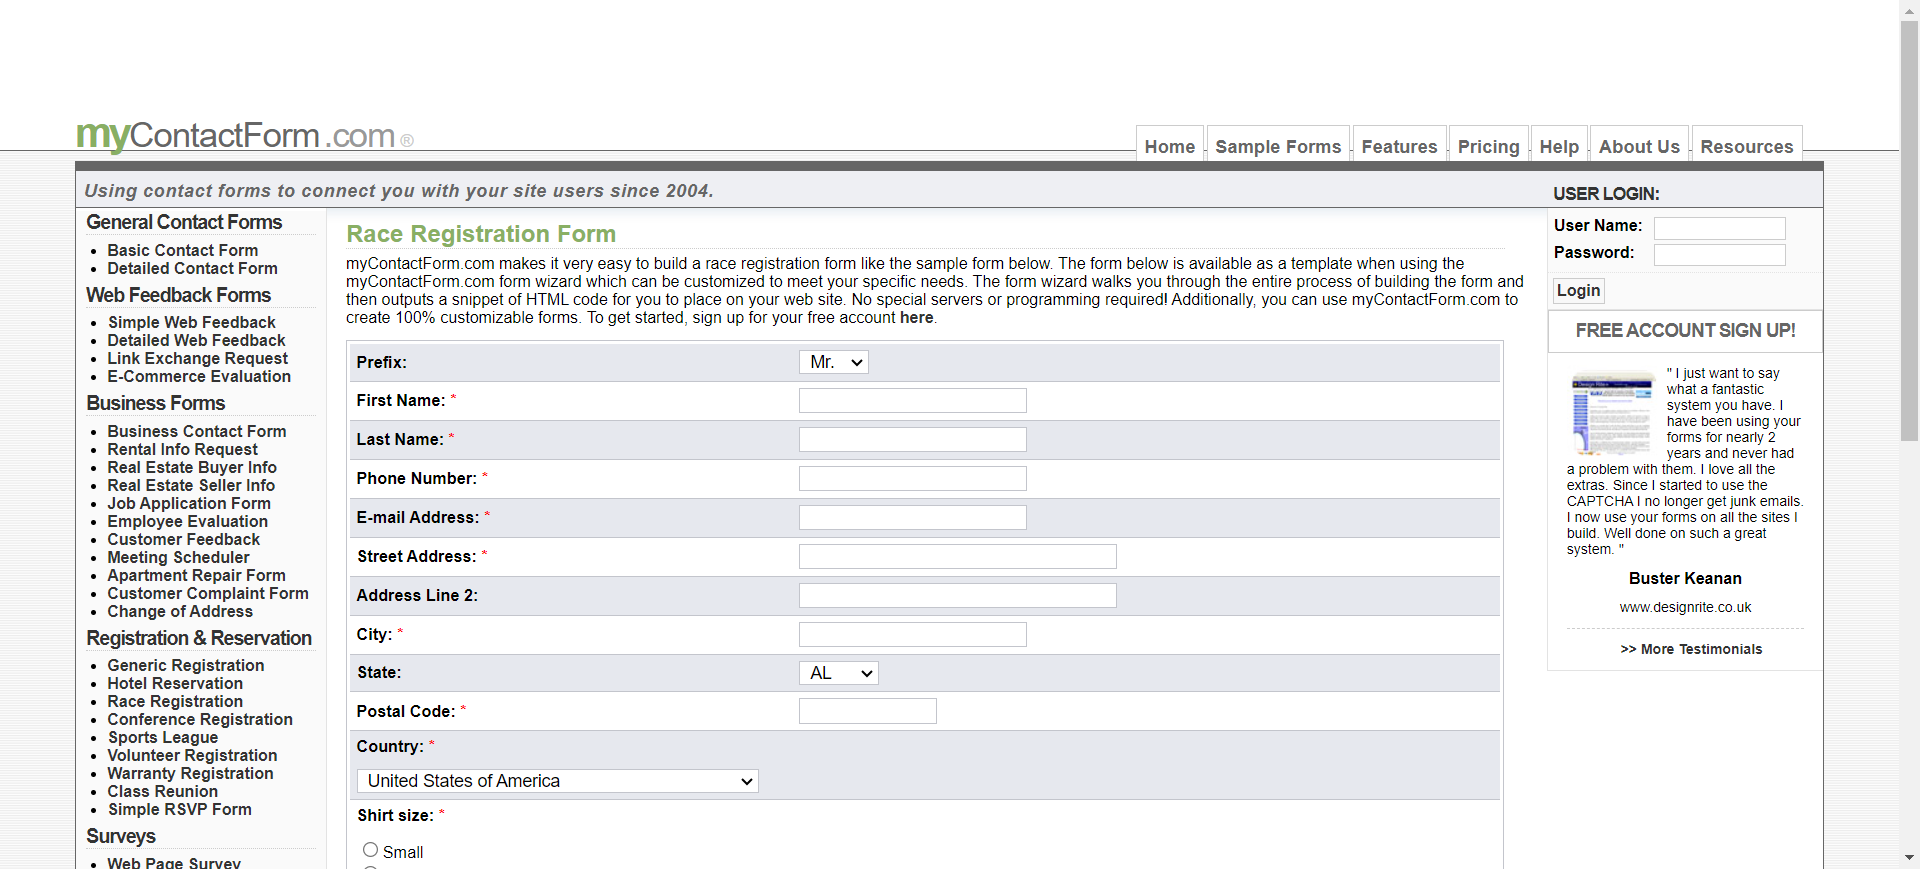 myContactForm.com®
Home
Sample Forms
Features
Pricing
Help
About Us
Resources
Using contact forms to connect you with your site users since 2004.
General Contact Forms
Basic Contact Form
Detailed Contact Form
Web Feedback Forms
Simple Web Feedback
Detailed Web Feedback
Link Exchange Request
E-Commerce Evaluation
Business Forms
Business Contact Form
Rental Info Request
Real Estate Buyer Info
Real Estate Seller Info
Job Application Form
Employee Evaluation
Customer Feedback
Meeting Scheduler
Apartment Repair Form
Customer Complaint Form
Change of Address
Registration & Reservation
Generic Registration
Hotel Reservation
Race Registration
Conference Registration
Sports League
Volunteer Registration
Warranty Registration
Class Reunion
Simple RSVP Form
Surveys
Web Page Survey
Race Registration Form
myContactForm.com makes it very easy to build a race registration form like the sample form below. The form below is available as a template when using the
myContactForm.com form wizard which can be customized to meet your specific needs. The form wizard walks you through the entire process of building the form and
then outputs a snippet of HTML code for you to place on your web site. No special servers or programming required! Additionally, you can use myContactForm.com to
create 100% customizable forms. To get started, sign up for your free account here.
Prefix: Mr.
First Name: *
Last Name: *
Phone Number: *
E-mail Address: *
Street Address: *
Address Line 2:
City: *
State: AL
Postal Code: *
Country: *
United States of America
Shirt size: *
Small
USER LOGIN:
User Name:
Password:
Login
FREE ACCOUNT SIGN UP!
" I just want to say
what a fantastic
system you have. I
have been using your
forms for nearly 2
years and never had
a problem with them. I love all the
extras. Since I started to use the
CAPTCHA I no longer get junk emails.
I now use your forms on all the sites I
build. Well done on such a great
system. "
Buster Keanan
www.designrite.co.uk
>> More Testimonials